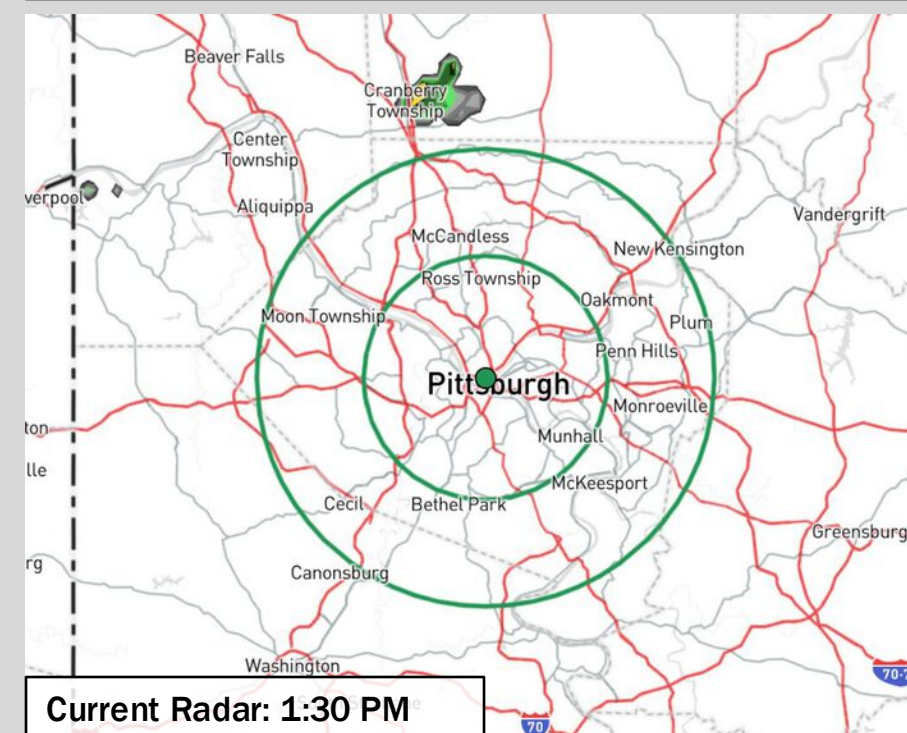 Beaver Falls
Cranberry
Township
Center
Township
verpool
Aliquippa
Vandergrift
McCandless
New Kensington
Ross Township
Oakmont
Moon Township
Plum
Penn Hills
Pittsburgh
Monroeville
ton
Munhall
lle
McKeesport
Cecil
Bethel Park
Greensburg
rg
Canonsburg
Washington
70-7
Current Radar: 1:30 PM
70